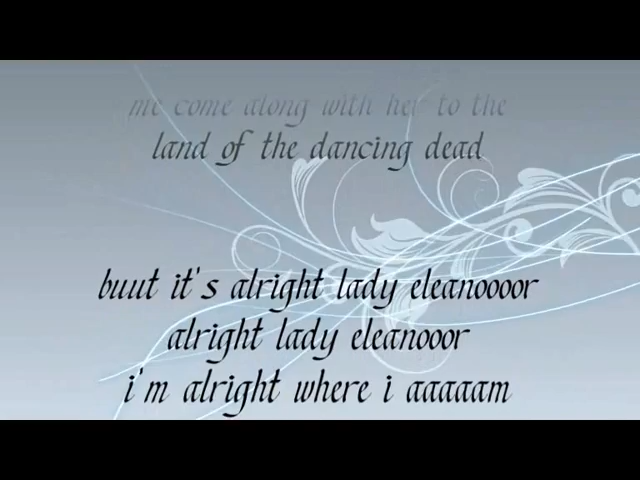 me come along with her to the
land of the dancing dead
buut it's alright lady eleanoooor
alright lady eleanooor
i'm alright where i aaaaam